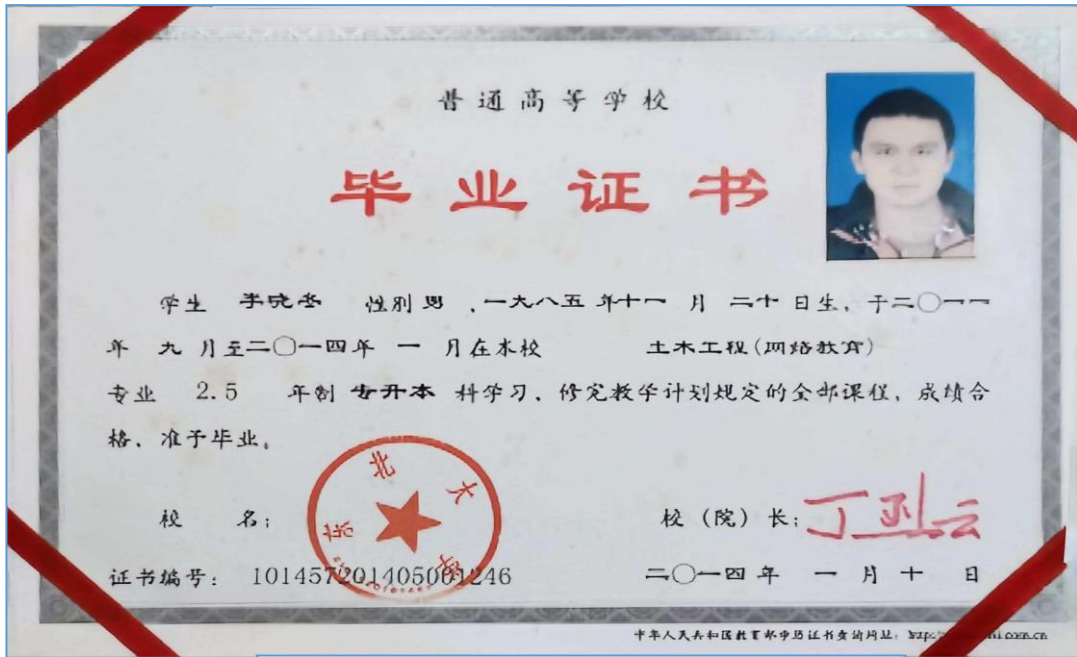 普通高等学校
毕业证书
学生 李晓冬 性别 男 ,一九八五 年十一 月 二十 日生, 于二〇一一
年 九 月至二〇一四年 一 月在本校 土木工程(网络教育)
专业 2.5 年制 专升本 科学习, 修完教学计划规定的全部课程, 成绩合
格, 准予毕业。
东北大学
校 名: 校 (院) 长: 丁烈云
证书编号: 101457201405001246 二〇一四年 一 月十 日
中华人民共和国教育部学历证书查询网址: